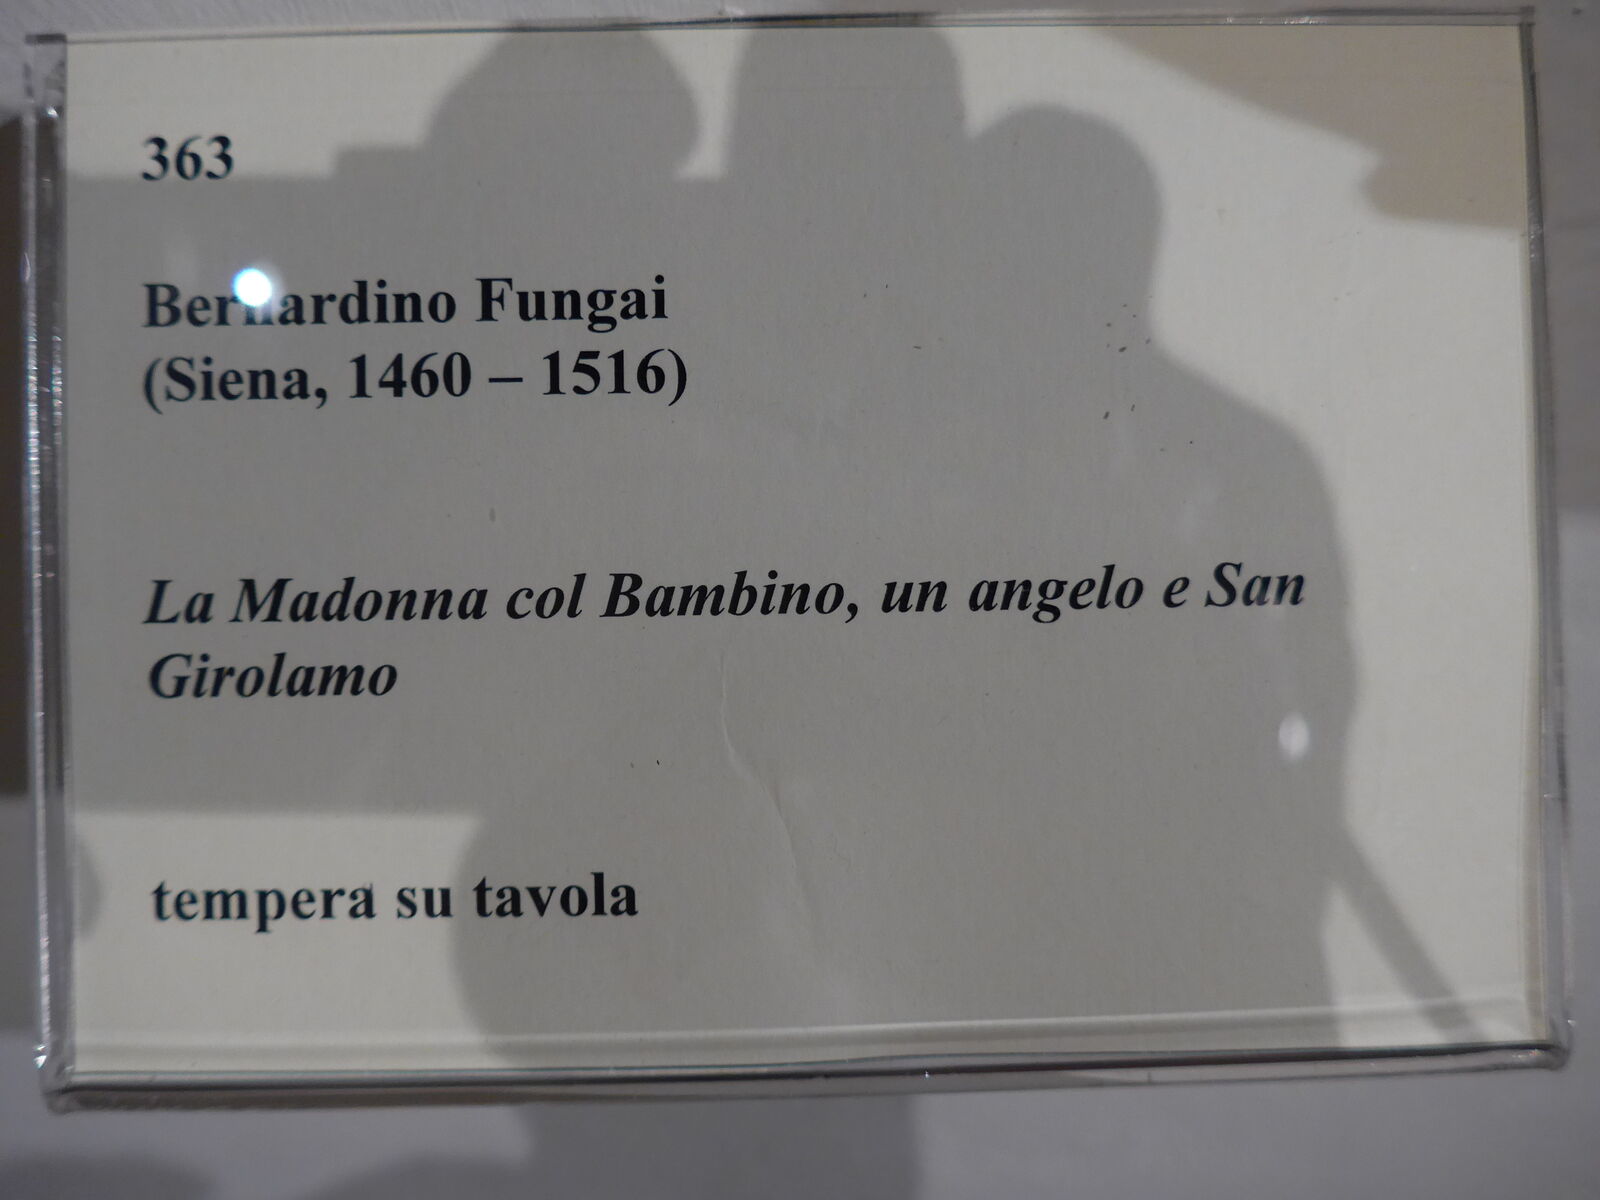 363
Bernardino Fungai
(Siena, 1460 – 1516)
La Madonna col Bambino, un angelo e San
Girolamo
tempera su tavola